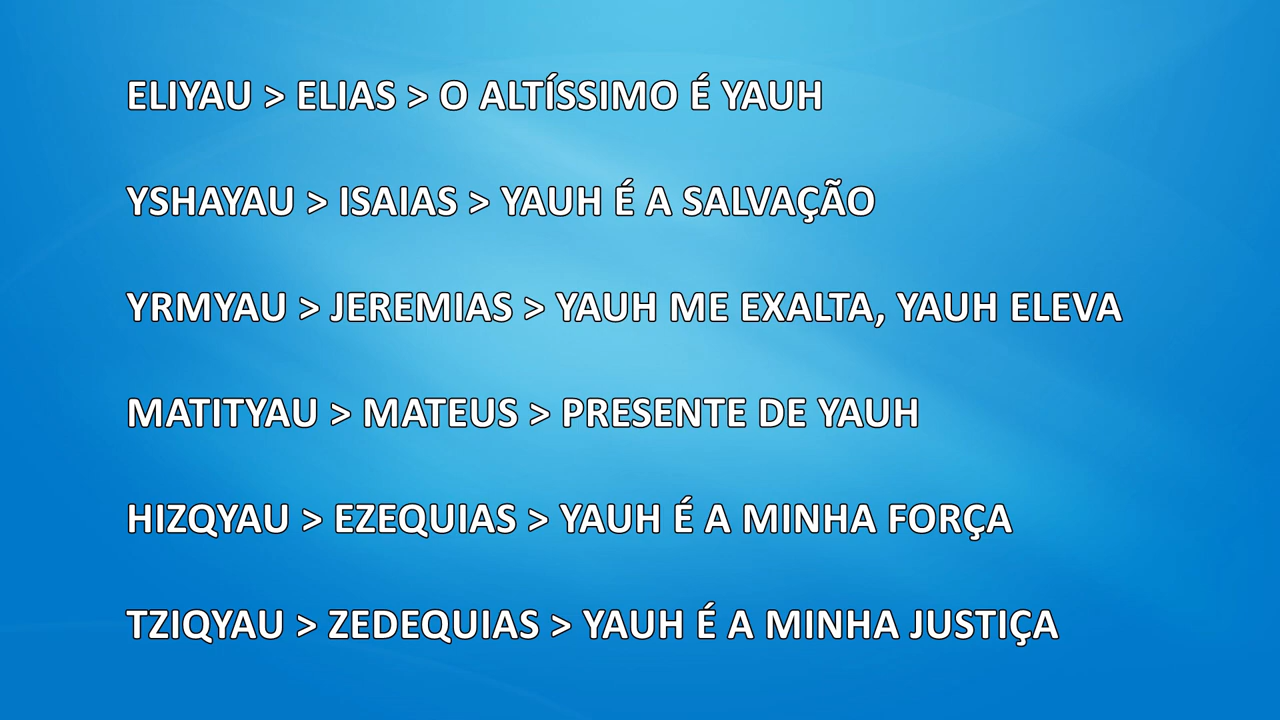 ELIYAU > ELIAS > O ALTÍSSIMO É YAUH
YSHAYAU > ISAIAS > YAUH É A SALVAÇÃO
YRMYAU > JEREMIAS > YAUH ME EXALTA, YAUH ELEVA
MATITYAU > MATEUS > PRESENTE DE YAUH
HIZQYAU > EZEQUIAS > YAUH É A MINHA FORÇA
TZIQYAU > ZEDEQUIAS > YAUH É A MINHA JUSTIÇA